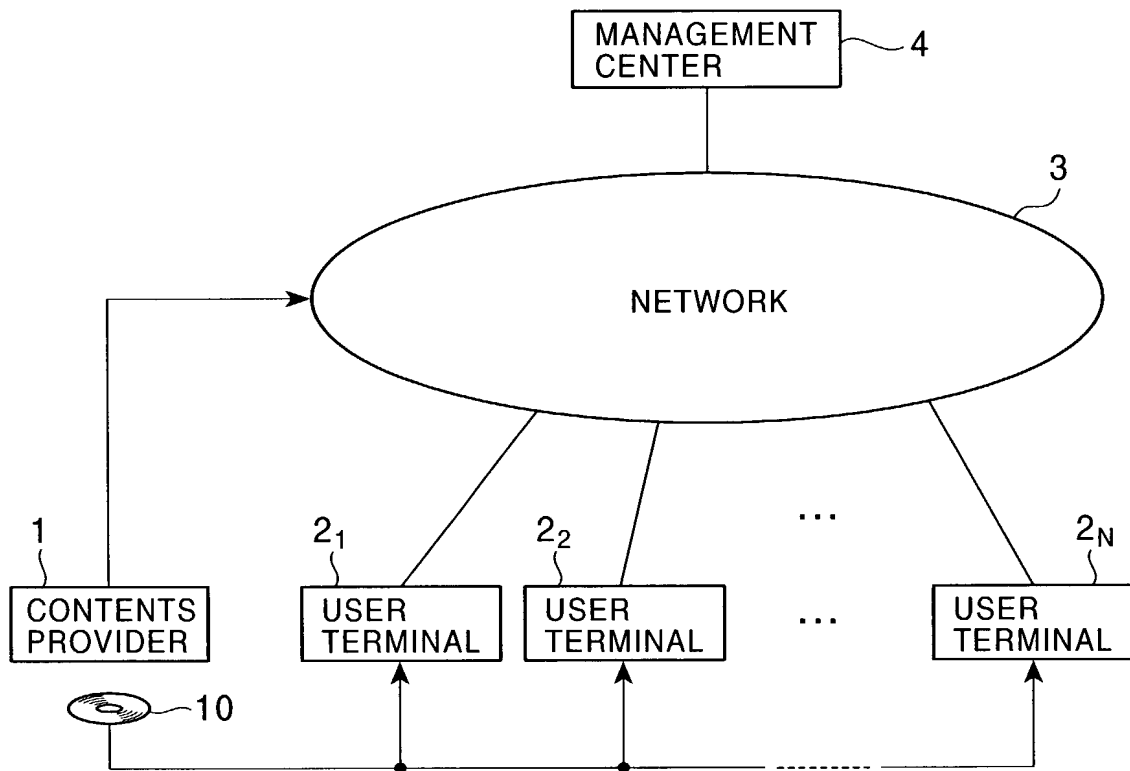 MANAGEMENT
CENTER
4
3
NETWORK
1
2₁
2₂
...
2N
CONTENTS
PROVIDER
USER
TERMINAL
USER
TERMINAL
...
USER
TERMINAL
10